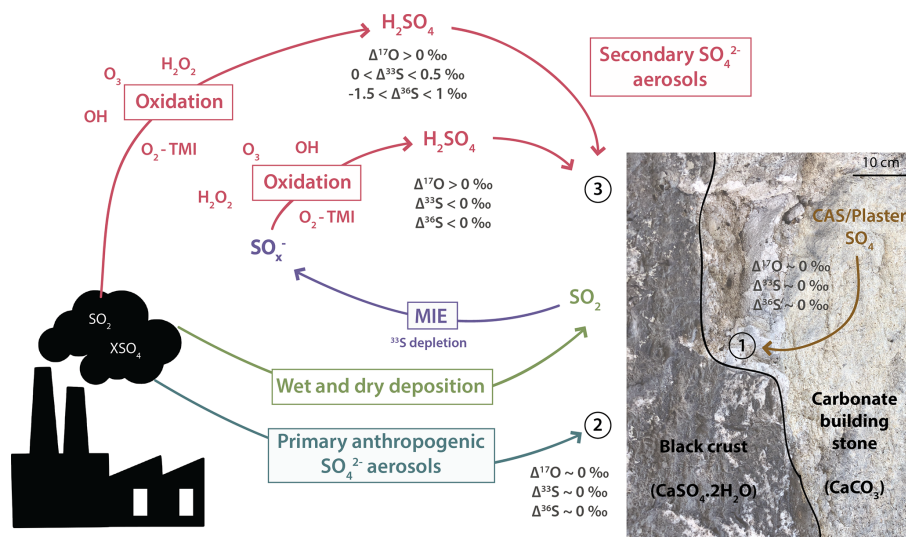 H₂SO₄
Δ¹⁷O > 0 ‰
0 < Δ³³S < 0.5 ‰
-1.5 < Δ³⁶S < 1 ‰
Secondary SO₄²⁻
aerosols
O₃
H₂O₂
Oxidation
OH
O₂ - TMI
O₃
OH
H₂SO₄
Oxidation
H₂O₂
O₂ - TMI
Δ¹⁷O > 0 ‰
Δ³³S < 0 ‰
Δ³⁶S < 0 ‰
3
10 cm
CAS/Plaster
SO₄
Δ¹⁷O ~ 0 ‰
Δ³³S ~ 0 ‰
Δ³⁶S ~ 0 ‰
1
SOₓ⁻
MIE
³³S depletion
SO₂
SO₂
XSO₄
Wet and dry deposition
Primary anthropogenic
SO₄²⁻ aerosols
2
Δ¹⁷O ~ 0 ‰
Δ³³S ~ 0 ‰
Δ³⁶S ~ 0 ‰
Black crust
(CaSO₄.2H₂O)
Carbonate
building
stone
(CaCO₃)